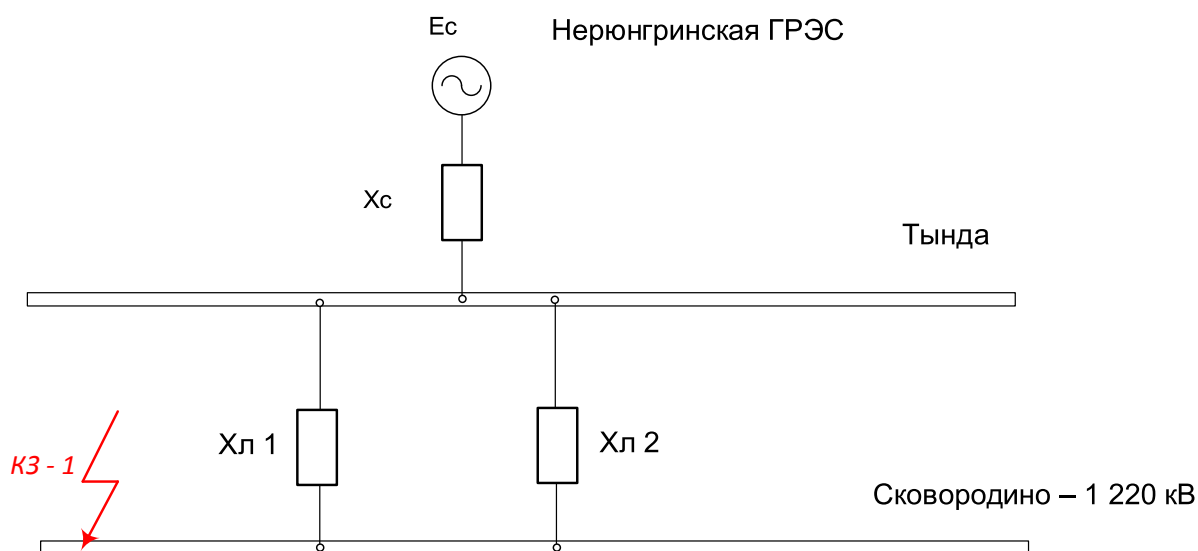 Ес
Нерюнгринская ГРЭС
Хс
Тында
Хл 1
Хл 2
КЗ - 1
Сковородино – 1 220 кВ